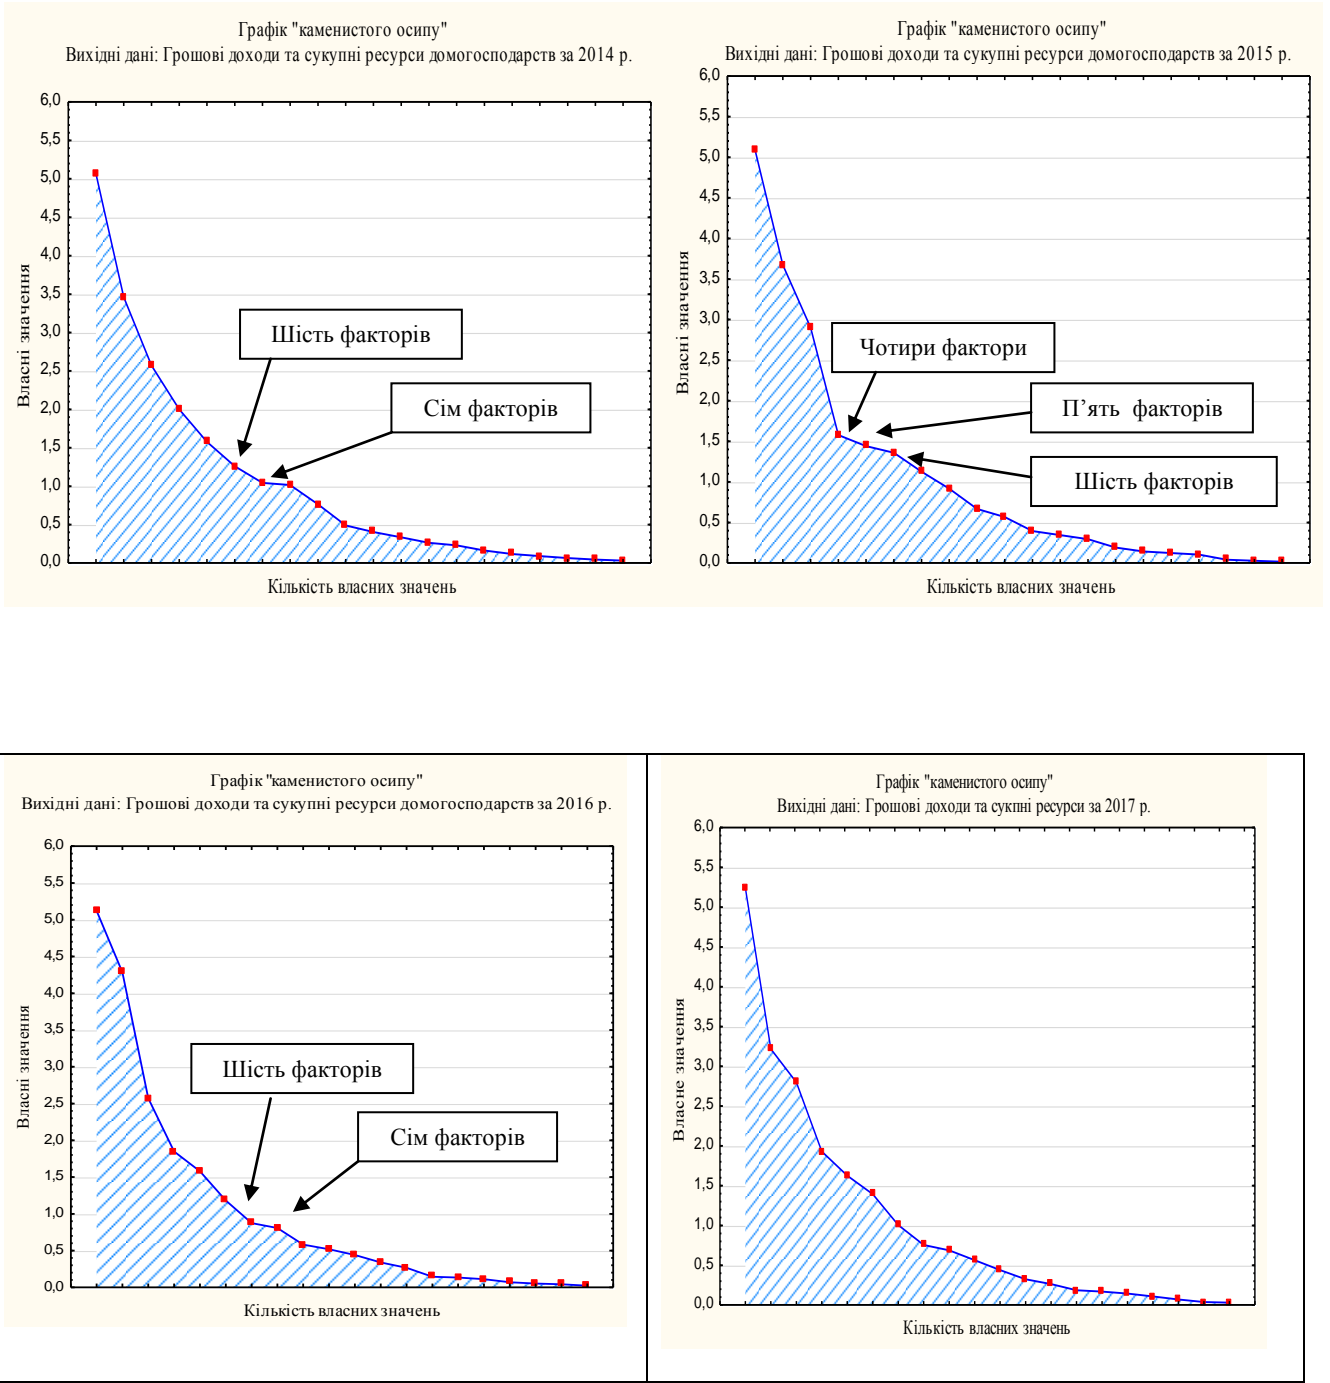 Графік "каменистого осипу"
Вихідні дані: Грошові доходи та сукупні ресурси домогосподарств за 2014 р.
6,0
5,5
5,0
4,5
4,0
3,5
3,0
2,5
2,0
1,5
1,0
0,5
0,0
Власні значення
Шість факторів
Сім факторів
Кількість власних значень
Графік "каменистого осипу"
Вихідні дані: Грошові доходи та сукупні ресурси домогосподарств за 2015 р.
6,0
5,5
5,0
4,5
4,0
3,5
3,0
2,5
2,0
1,5
1,0
0,5
0,0
Власні значення
Чотири фактори
П’ять факторів
Шість факторів
Кількість власних значень
Графік "каменистого осипу"
Вихідні дані: Грошові доходи та сукупні ресурси домогосподарств за 2016 р.
6,0
5,5
5,0
4,5
4,0
3,5
3,0
2,5
2,0
1,5
1,0
0,5
0,0
Власні значення
Шість факторів
Сім факторів
Кількість власних значень
Графік "каменистого осипу"
Вихідні дані: Грошові доходи та сукпні ресурси за 2017 р.
6,0
5,5
5,0
4,5
4,0
3,5
3,0
2,5
2,0
1,5
1,0
0,5
0,0
Власне значення
Кількість власних значень